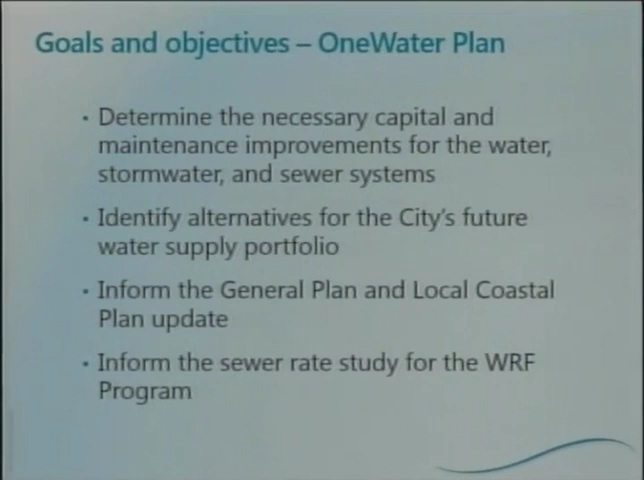 Goals and objectives – OneWater Plan
• Determine the necessary capital and
maintenance improvements for the water,
stormwater, and sewer systems
• Identify alternatives for the City's future
water supply portfolio
• Inform the General Plan and Local Coastal
Plan update
• Inform the sewer rate study for the WRF
Program